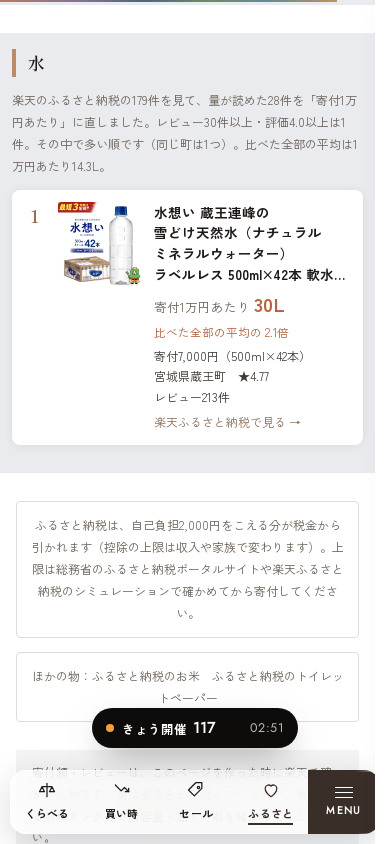 水
楽天のふるさと納税の179件を見て、量が読めた28件を「寄付1万
円あたり」に直しました。レビュー30件以上・評価4.0以上は1
件。その中で多い順です（同じ町は1つ）。比べた全部の平均は1
万円あたり14.3L。
1
最短3
水想い
42本
水想い 蔵王連峰の
雪どけ天然水（ナチュラル
ミネラルウォーター）
ラベルレス 500ml×42本 軟水…
寄付1万円あたり 30L
比べた全部の平均の 2.1倍
寄付7,000円（500ml×42本）
宮城県蔵王町 ★4.77
レビュー213件
楽天ふるさと納税で見る →
ふるさと納税は、自己負担2,000円をこえる分が税金から
引かれます（控除の上限は収入や家族で変わります）。上
限は総務省のふるさと納税ポータルサイトや楽天ふるさと
納税のシミュレーションで確かめてから寄付してくださ
い。
ほかの物：ふるさと納税のお米 ふるさと納税のトイレッ
トペーパー
きょう開催 117 02:51
くらべる
買い時
セール
ふるさと
MENU
い。